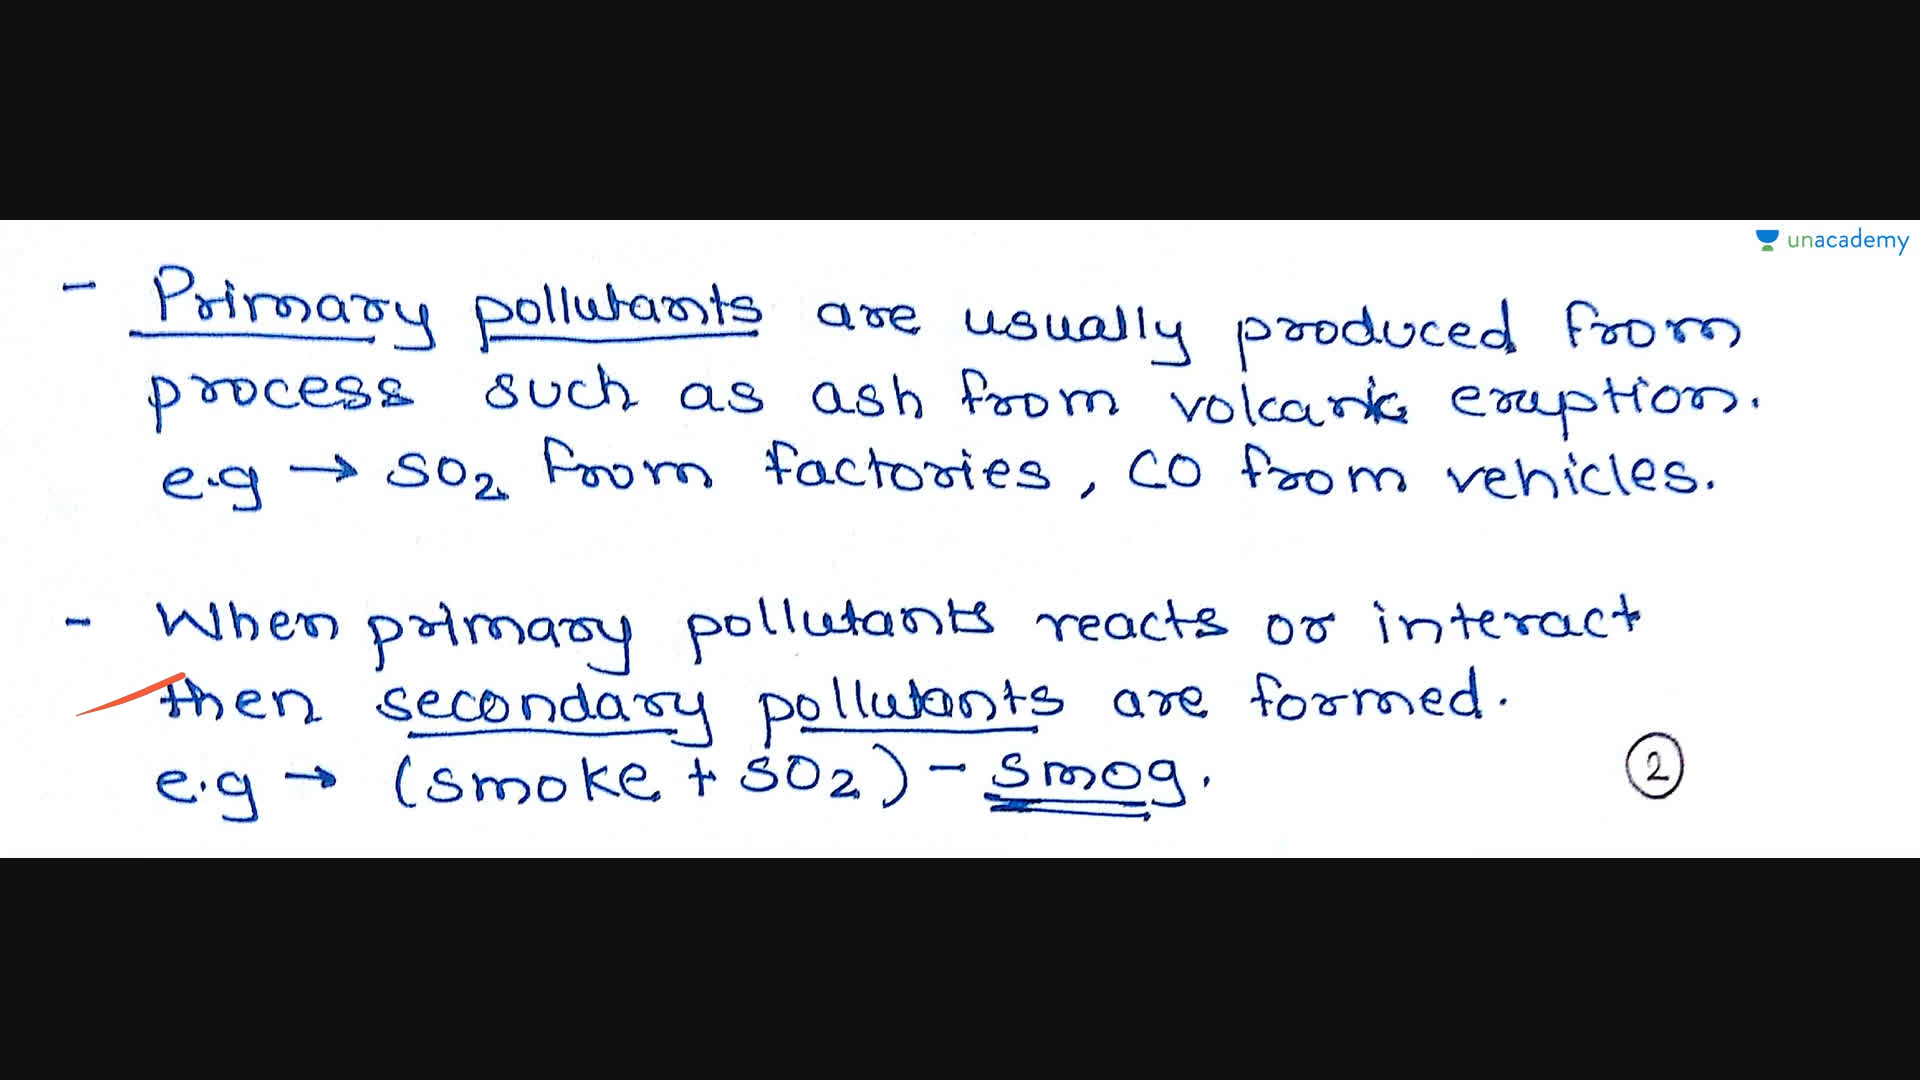 unacademy
- Primary pollutants are usually produced from
process such as ash from volcanic eruption.
e.g → SO2 from factories, CO from vehicles.
- When primary pollutants reacts or interact
then secondary pollutants are formed.
e.g → (smoke + SO2) - smog.
2